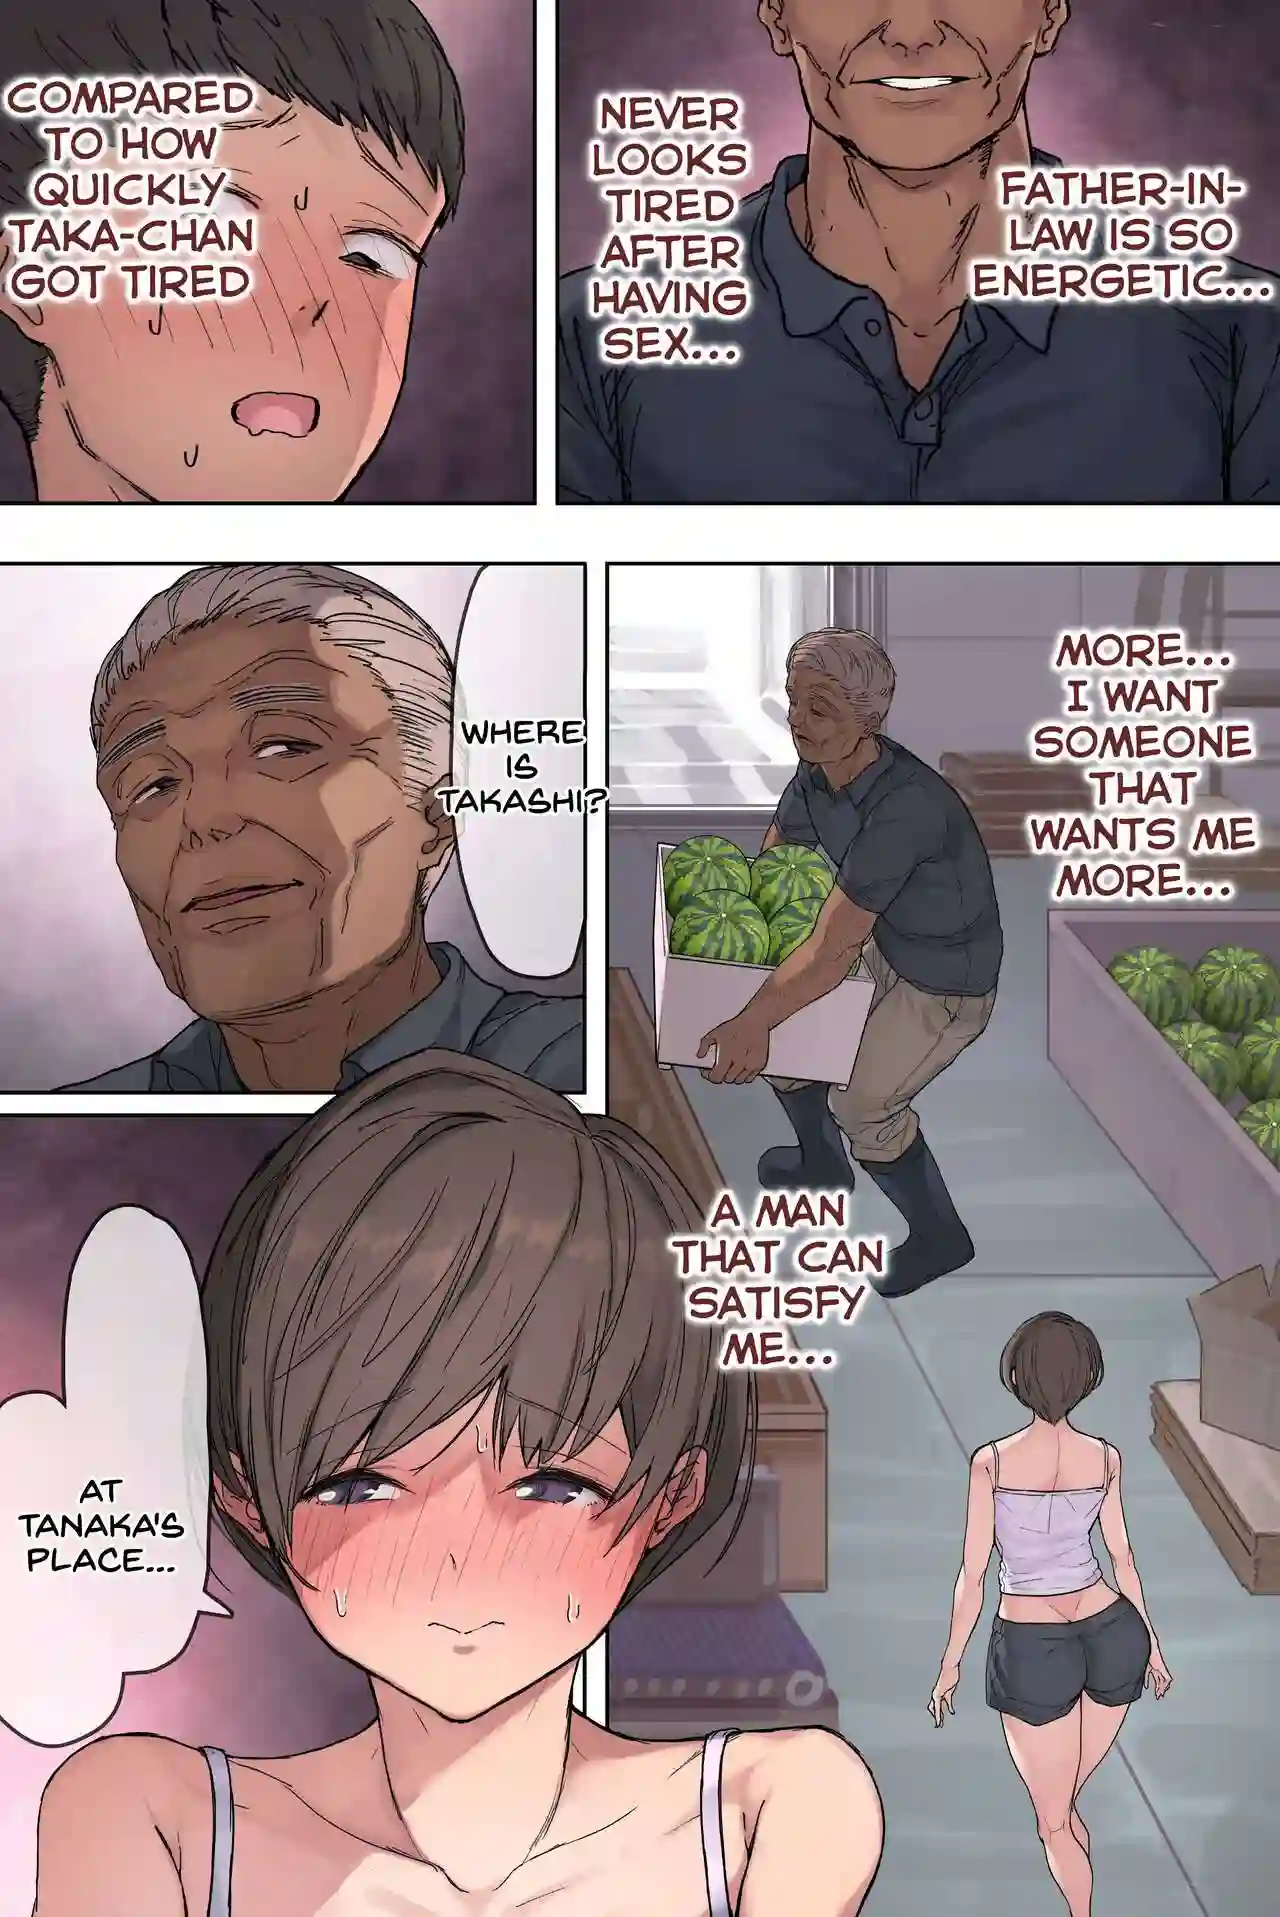 FATHER-IN-
LAW IS SO
ENERGETIC...
NEVER
LOOKS
TIRED
AFTER
HAVING
SEX...
COMPARED
TO HOW
QUICKLY
TAKA-CHAN
GOT TIRED
MORE...
I WANT
SOMEONE
THAT
WANTS ME
MORE...
A MAN
THAT CAN
SATISFY
ME...
WHERE
IS
TAKASHI?
AT
TANAKA'S
PLACE...